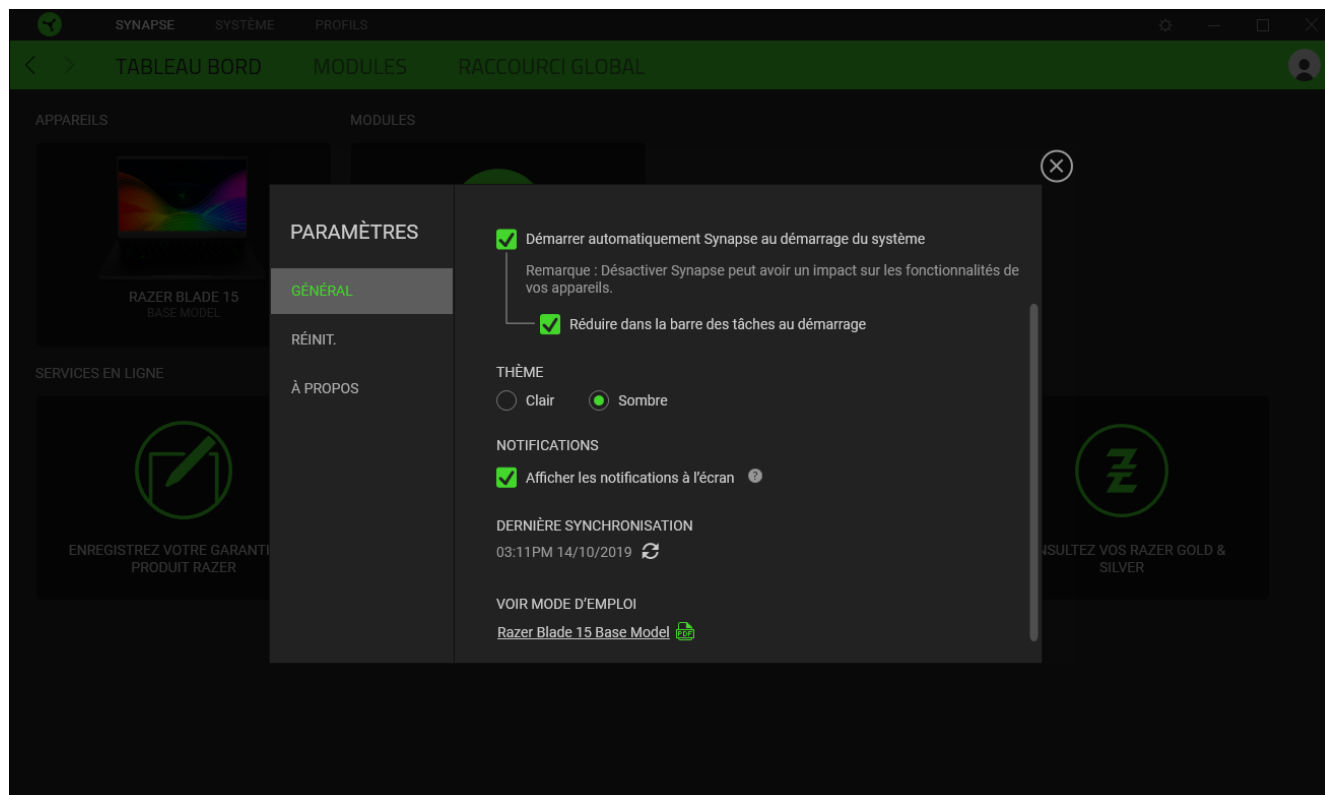 SYNAPSE SYSTÈME PROFILS
TABLEAU BORD MODULES RACCOURCI GLOBAL
APPAREILS MODULES
RAZER BLADE 15
BASE MODEL
SERVICES EN LIGNE
ENREGISTREZ VOTRE GARANTI
PRODUIT RAZER
PARAMÈTRES
GÉNÉRAL
RÉINIT.
À PROPOS
Démarrer automatiquement Synapse au démarrage du système
Remarque : Désactiver Synapse peut avoir un impact sur les fonctionnalités de
vos appareils.
Réduire dans la barre des tâches au démarrage
THÈME
Clair Sombre
NOTIFICATIONS
Afficher les notifications à l'écran ?
DERNIÈRE SYNCHRONISATION
03:11PM 14/10/2019
VOIR MODE D'EMPLOI
Razer Blade 15 Base Model PDF
NSULTEZ VOS RAZER GOLD &
SILVER